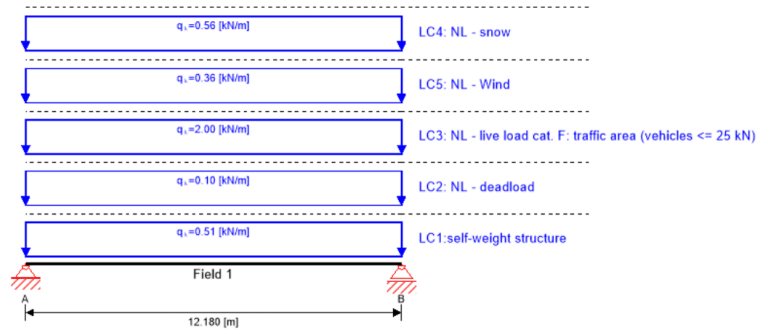 qₖ=0.56 [kN/m]
LC4: NL - snow
qₖ=0.36 [kN/m]
LC5: NL - Wind
qₖ=2.00 [kN/m]
LC3: NL - live load cat. F: traffic area (vehicles <= 25 kN)
qₖ=0.10 [kN/m]
LC2: NL - deadload
qₖ=0.51 [kN/m]
LC1:self-weight structure
Field 1
A B
12.180 [m]